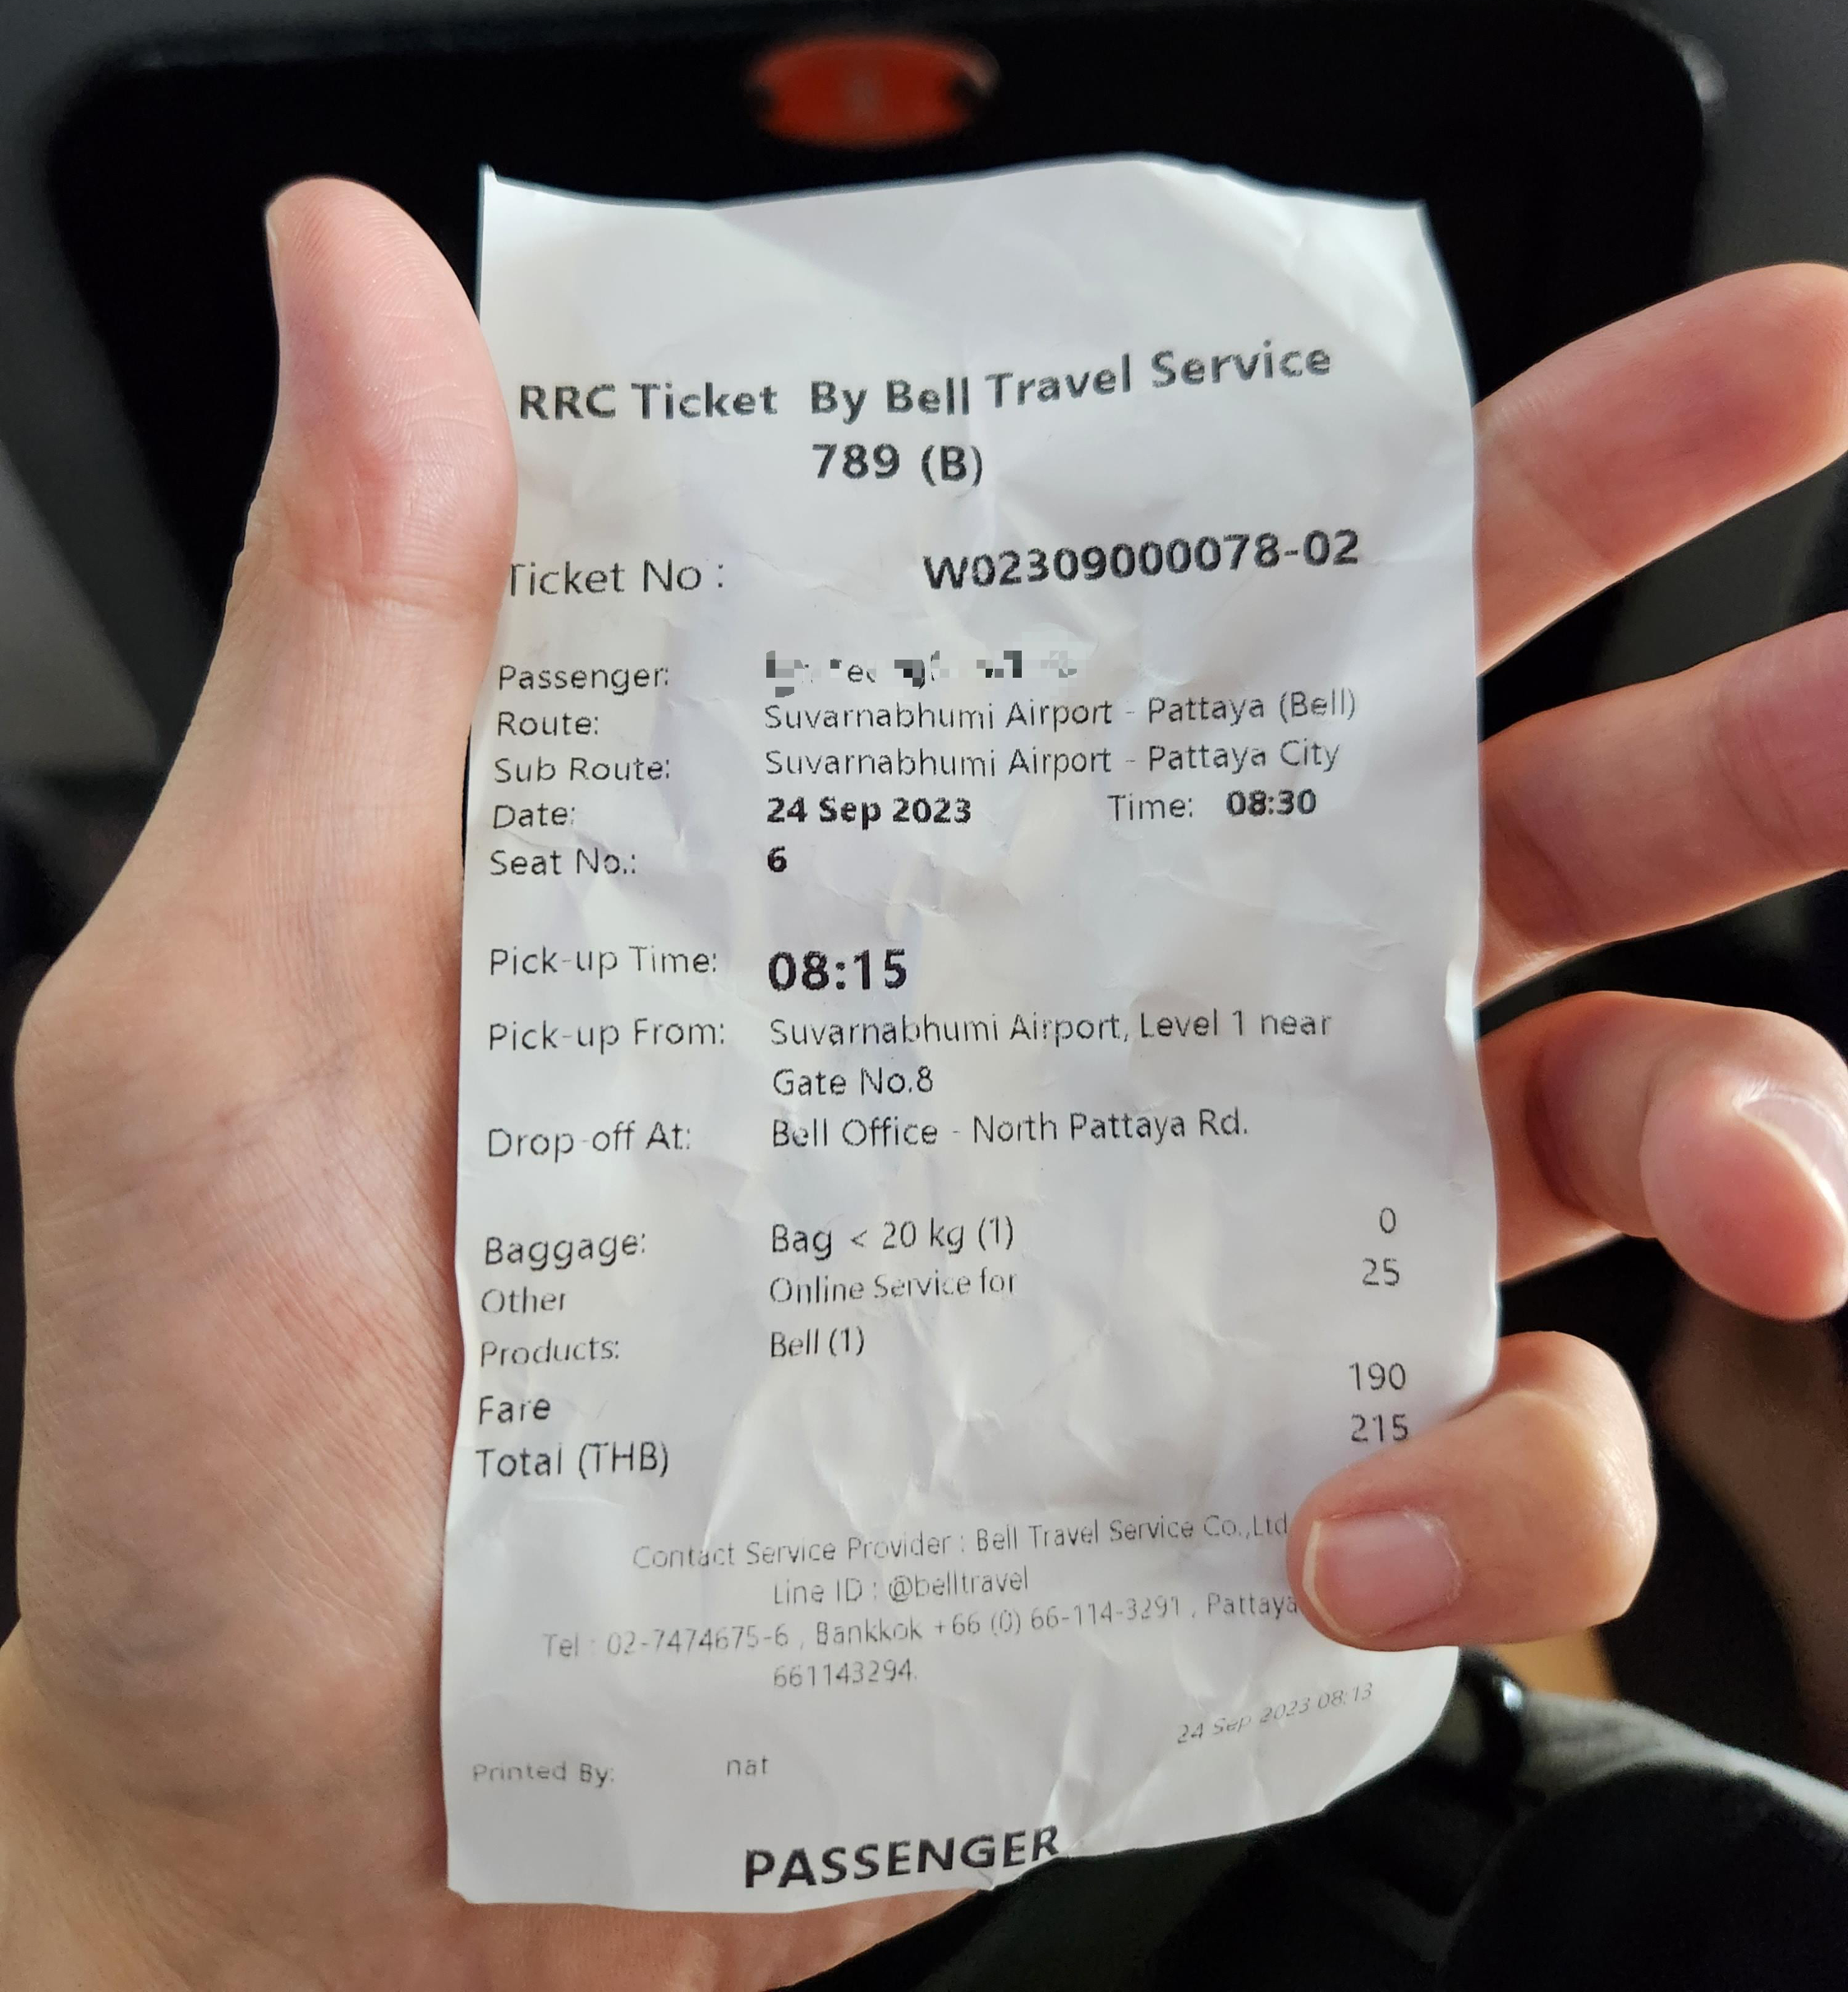 RRC Ticket By Bell Travel Service
789 (B)
Ticket No : W02309000078-02
Passenger:
Route: Suvarnabhumi Airport - Pattaya (Bell)
Sub Route: Suvarnabhumi Airport - Pattaya City
Date: 24 Sep 2023 Time: 08:30
Seat No.: 6
Pick-up Time: 08:15
Pick-up From: Suvarnabhumi Airport, Level 1 near
Gate No.8
Drop-off At: Bell Office - North Pattaya Rd.
Baggage: Bag < 20 kg (1) 0
Other Online Service for 25
Products: Bell (1)
Fare 190
Total (THB) 215
Contact Service Provider : Bell Travel Service Co.,Ltd
Line ID : @belltravel
Tel : 02-7474675-6 , Bankkok +66 (0) 66-114-3291 , Pattaya
661143294.
24 Sep 2023 08:13
Printed By: nat
PASSENGER